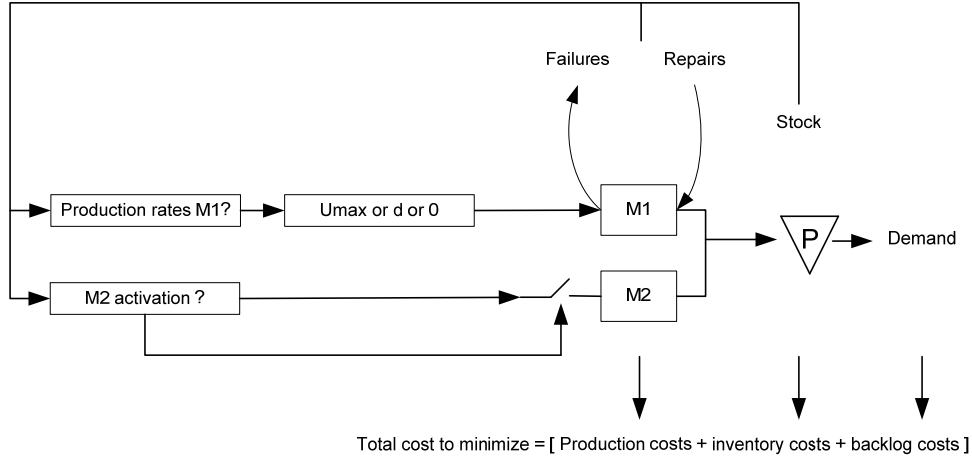 Failures
Repairs
Stock
Production rates M1?
Umax or d or 0
M1
P
Demand
M2 activation ?
M2
Total cost to minimize = [ Production costs + inventory costs + backlog costs ]